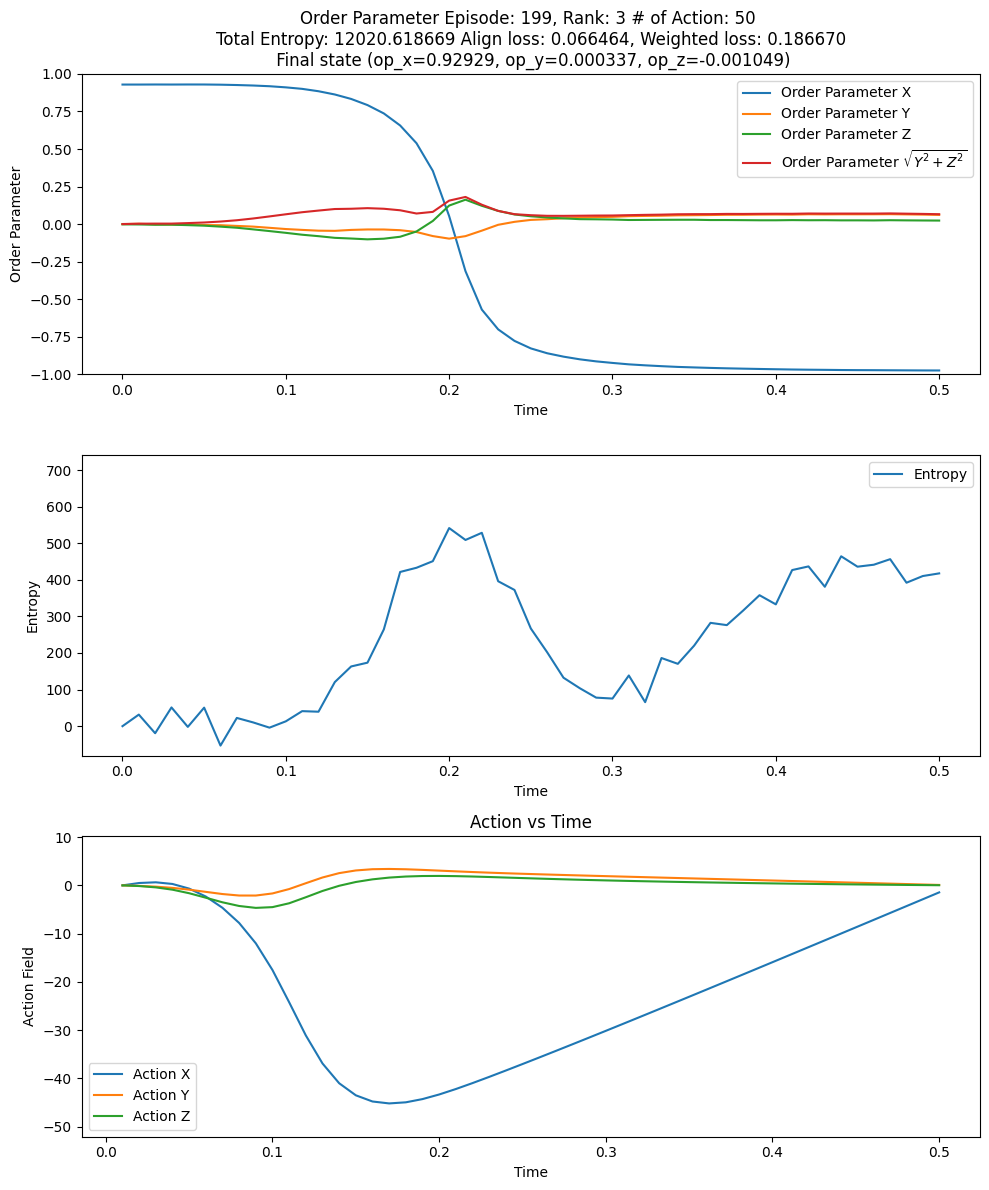 Order Parameter Episode: 199, Rank: 3 # of Action: 50
Total Entropy: 12020.618669 Align loss: 0.066464, Weighted loss: 0.186670
Final state (op_x=0.92929, op_y=0.000337, op_z=-0.001049)
1.00
0.75
0.50
0.25
0.00
−0.25
−0.50
−0.75
−1.00
Order Parameter
Order Parameter X
Order Parameter Y
Order Parameter Z
Order Parameter √Y² + Z²
0.0 0.1 0.2 0.3 0.4 0.5
Time
700
600
500
400
300
200
100
0
Entropy
Entropy
0.0 0.1 0.2 0.3 0.4 0.5
Time
Action vs Time
10
0
−10
−20
−30
−40
−50
Action Field
Action X
Action Y
Action Z
0.0 0.1 0.2 0.3 0.4 0.5
Time